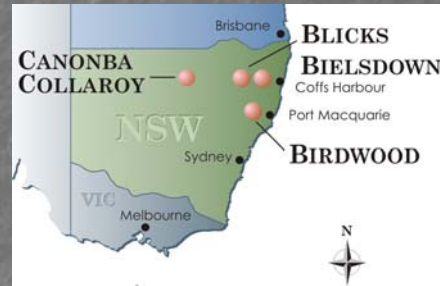 Brisbane
BLICKS
CANONBA
COLLAROY
BIELSDOWN
Coffs Harbour
NSW
Port Macquarie
Sydney
BIRDWOOD
VIC
Melbourne
N